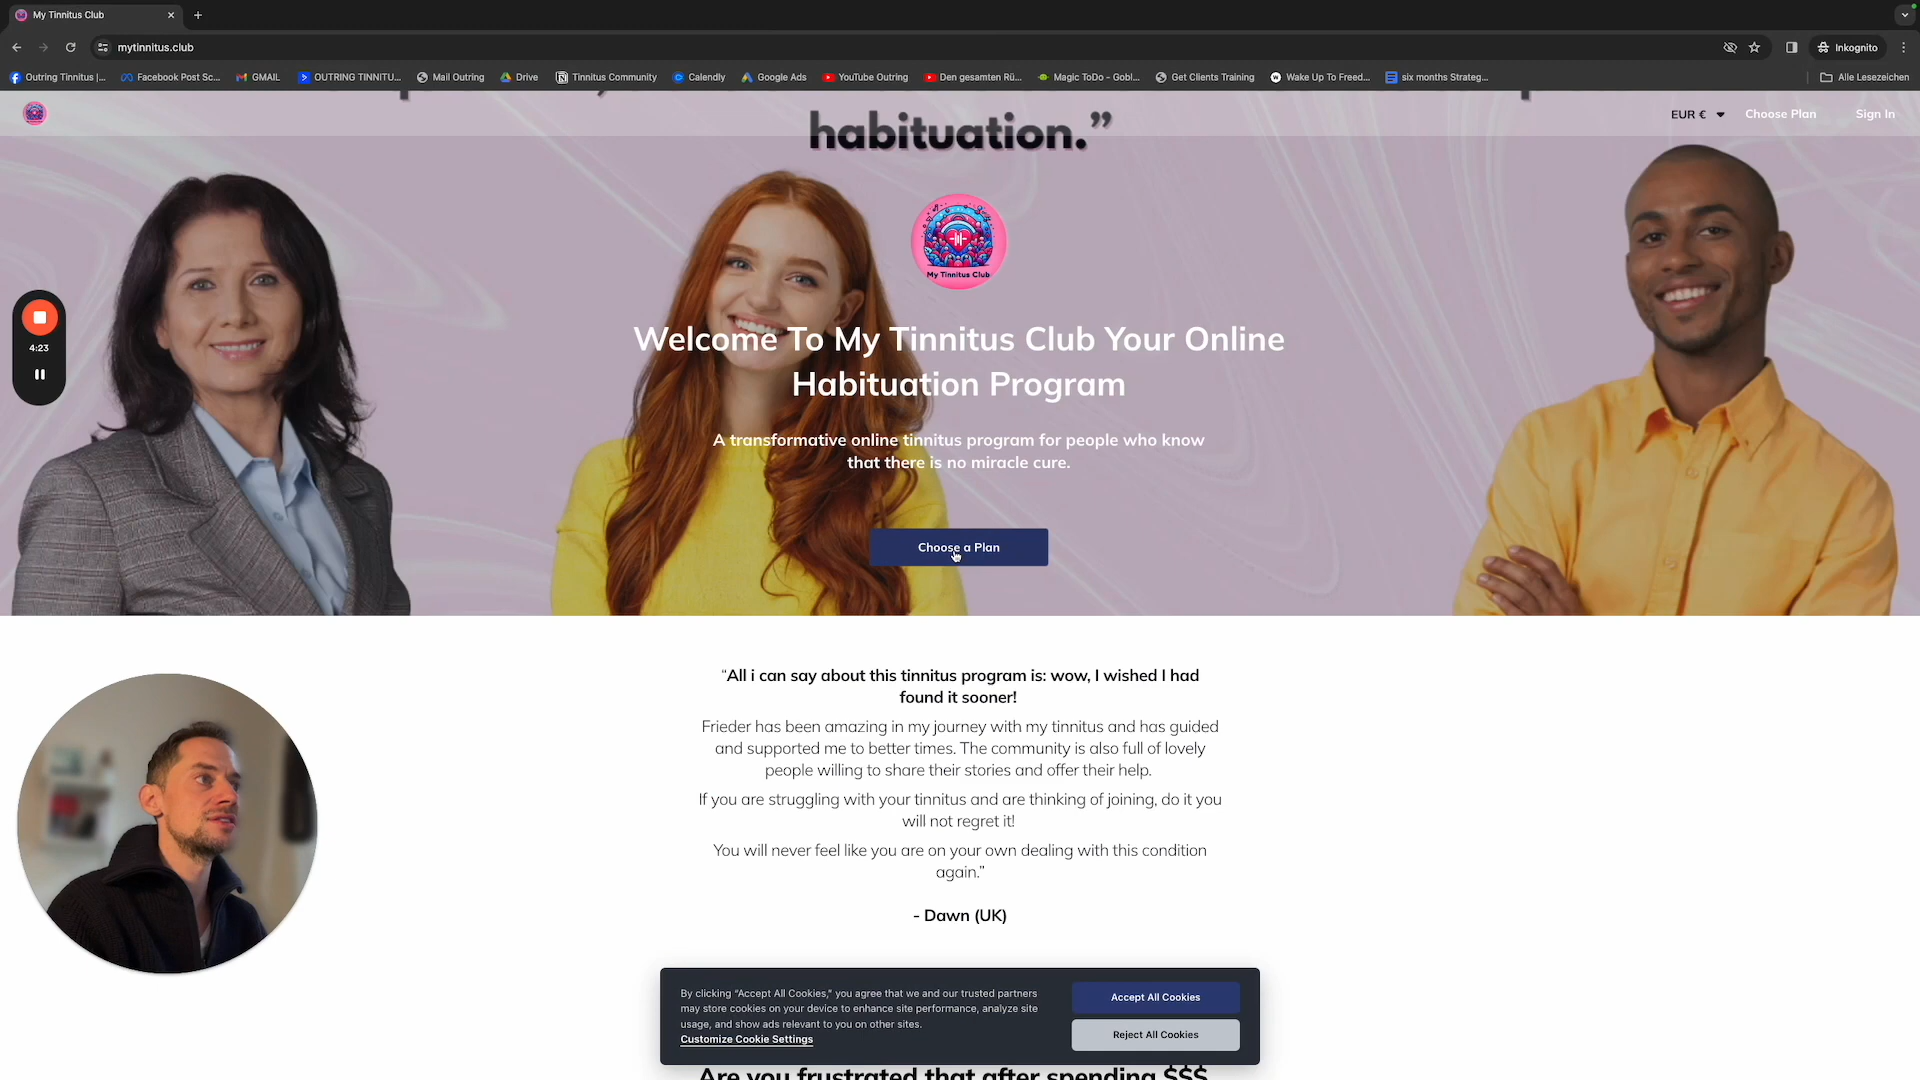 My Tinnitus Club
mytinnitus.club
Inkognito
Outring Tinnitus |...
Facebook Post Sc...
GMAIL
OUTRING TINNITU...
Mail Outring
Drive
Tinnitus Community
Calendly
Google Ads
YouTube Outring
Den gesamten Rü...
Magic ToDo - Gobl...
Get Clients Training
Wake Up To Freed...
six months Strateg...
Alle Lesezeichen
habituation.”
EUR €
Choose Plan
Sign In
My Tinnitus Club
4:23
Welcome To My Tinnitus Club Your Online
Habituation Program
A transformative online tinnitus program for people who know
that there is no miracle cure.
Choose a Plan
“All i can say about this tinnitus program is: wow, I wished I had
found it sooner!
Frieder has been amazing in my journey with my tinnitus and has guided
and supported me to better times. The community is also full of lovely
people willing to share their stories and offer their help.
If you are struggling with your tinnitus and are thinking of joining, do it you
will not regret it!
You will never feel like you are on your own dealing with this condition
again.”
- Dawn (UK)
By clicking “Accept All Cookies,” you agree that we and our trusted partners
may store cookies on your device to enhance site performance, analyze site
usage, and show ads relevant to you on other sites.
Customize Cookie Settings
Accept All Cookies
Reject All Cookies
Are you frustrated that after spending $$$